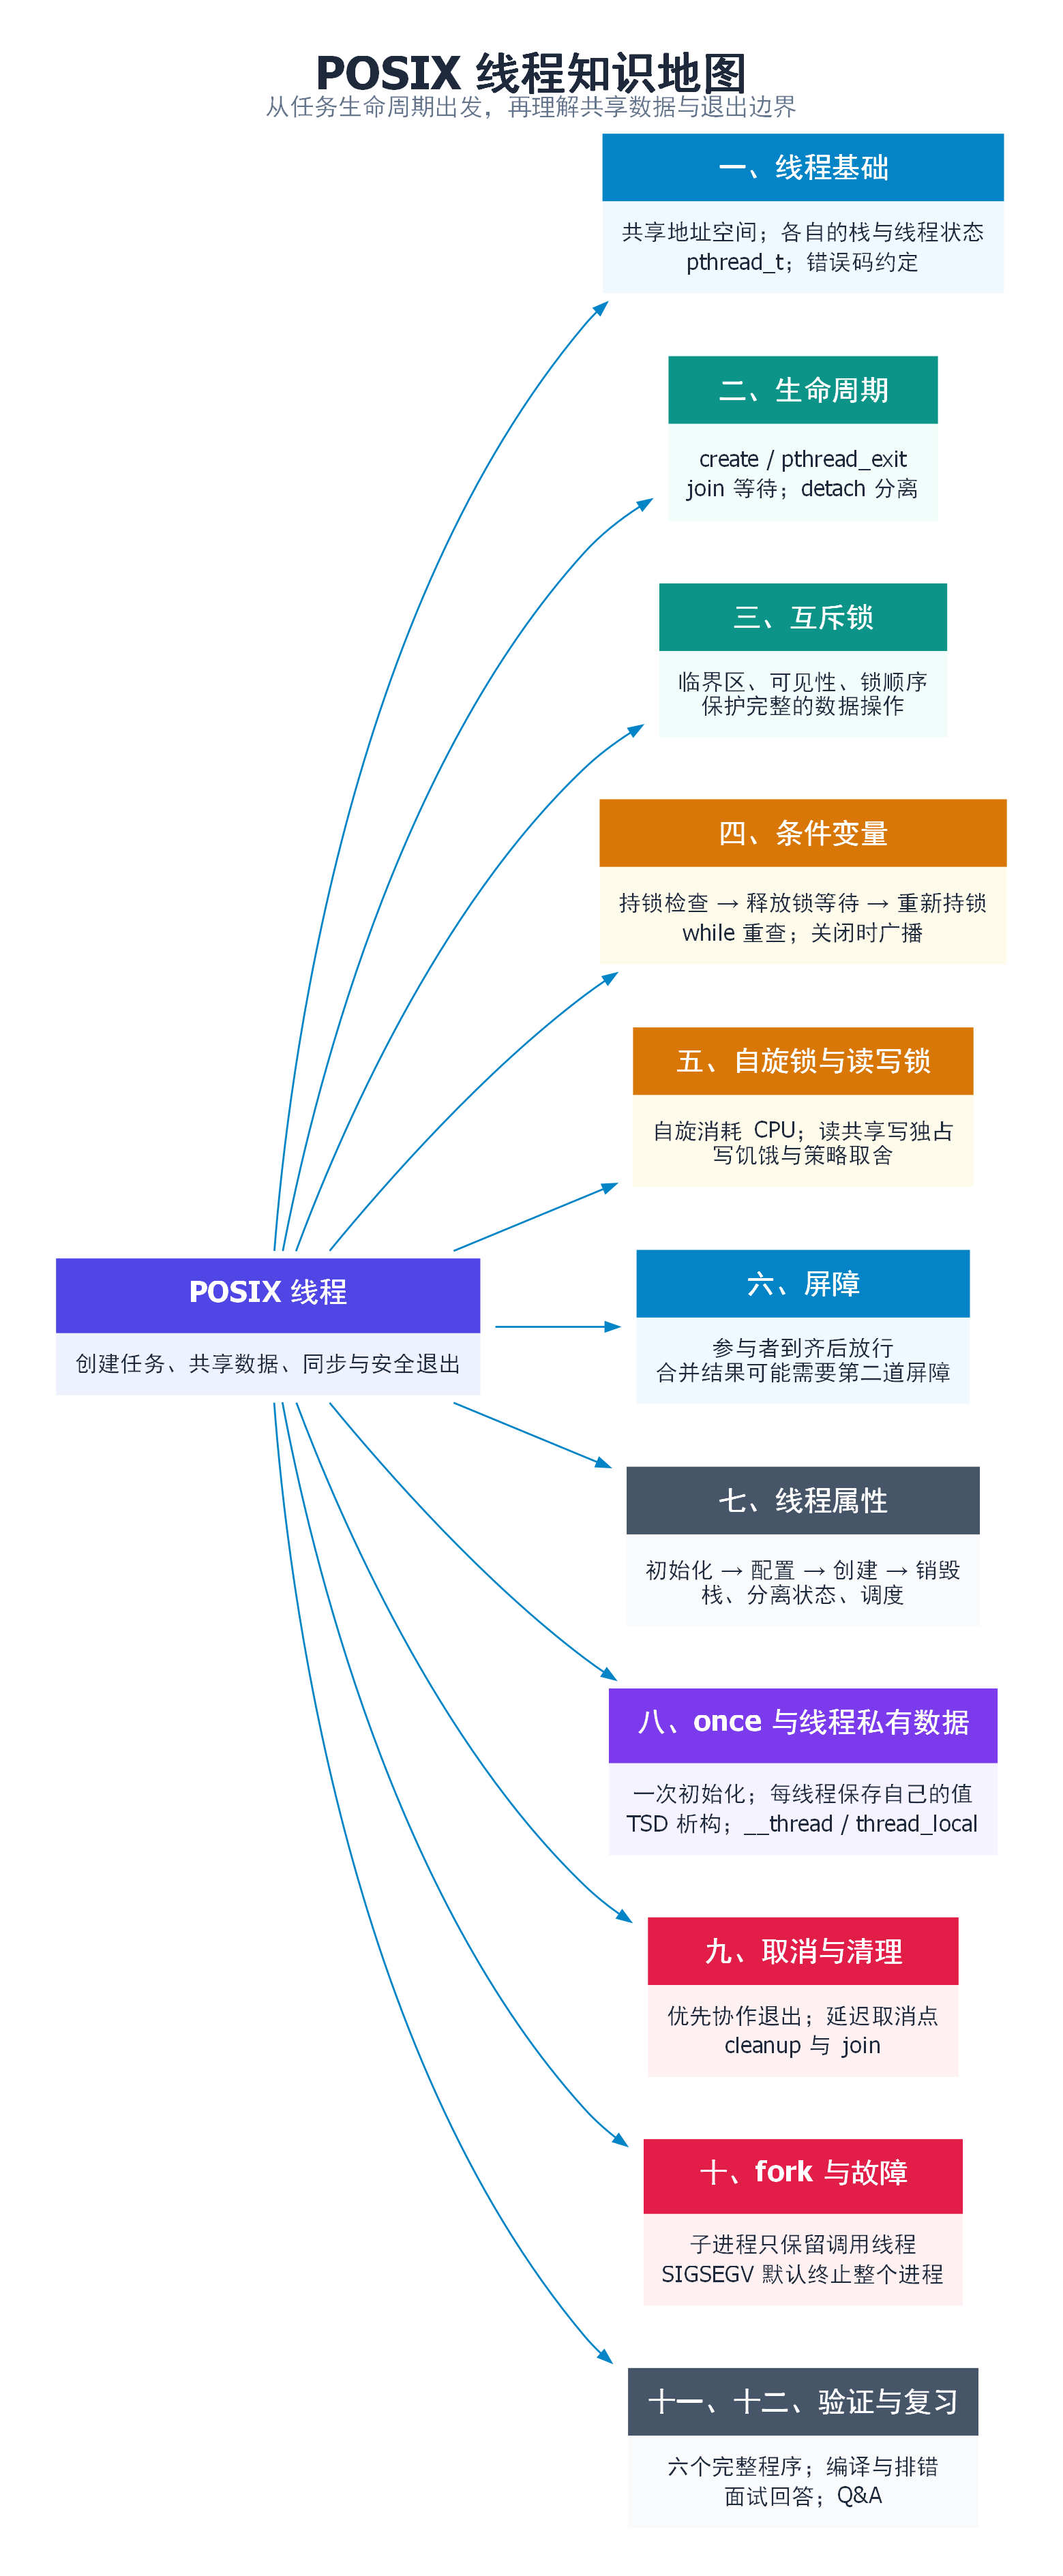 POSIX 线程知识地图
从任务生命周期出发，再理解共享数据与退出边界
一、线程基础
共享地址空间；各自的栈与线程状态
pthread_t；错误码约定
二、生命周期
create / pthread_exit
join 等待；detach 分离
三、互斥锁
临界区、可见性、锁顺序
保护完整的数据操作
四、条件变量
持锁检查 → 释放锁等待 → 重新持锁
while 重查；关闭时广播
五、自旋锁与读写锁
自旋消耗 CPU；读共享写独占
写饥饿与策略取舍
POSIX 线程
创建任务、共享数据、同步与安全退出
六、屏障
参与者到齐后放行
合并结果可能需要第二道屏障
七、线程属性
初始化 → 配置 → 创建 → 销毁
栈、分离状态、调度
八、once 与线程私有数据
一次初始化；每线程保存自己的值
TSD 析构；__thread / thread_local
九、取消与清理
优先协作退出；延迟取消点
cleanup 与 join
十、fork 与故障
子进程只保留调用线程
SIGSEGV 默认终止整个进程
十一、十二、验证与复习
六个完整程序；编译与排错
面试回答；Q&A